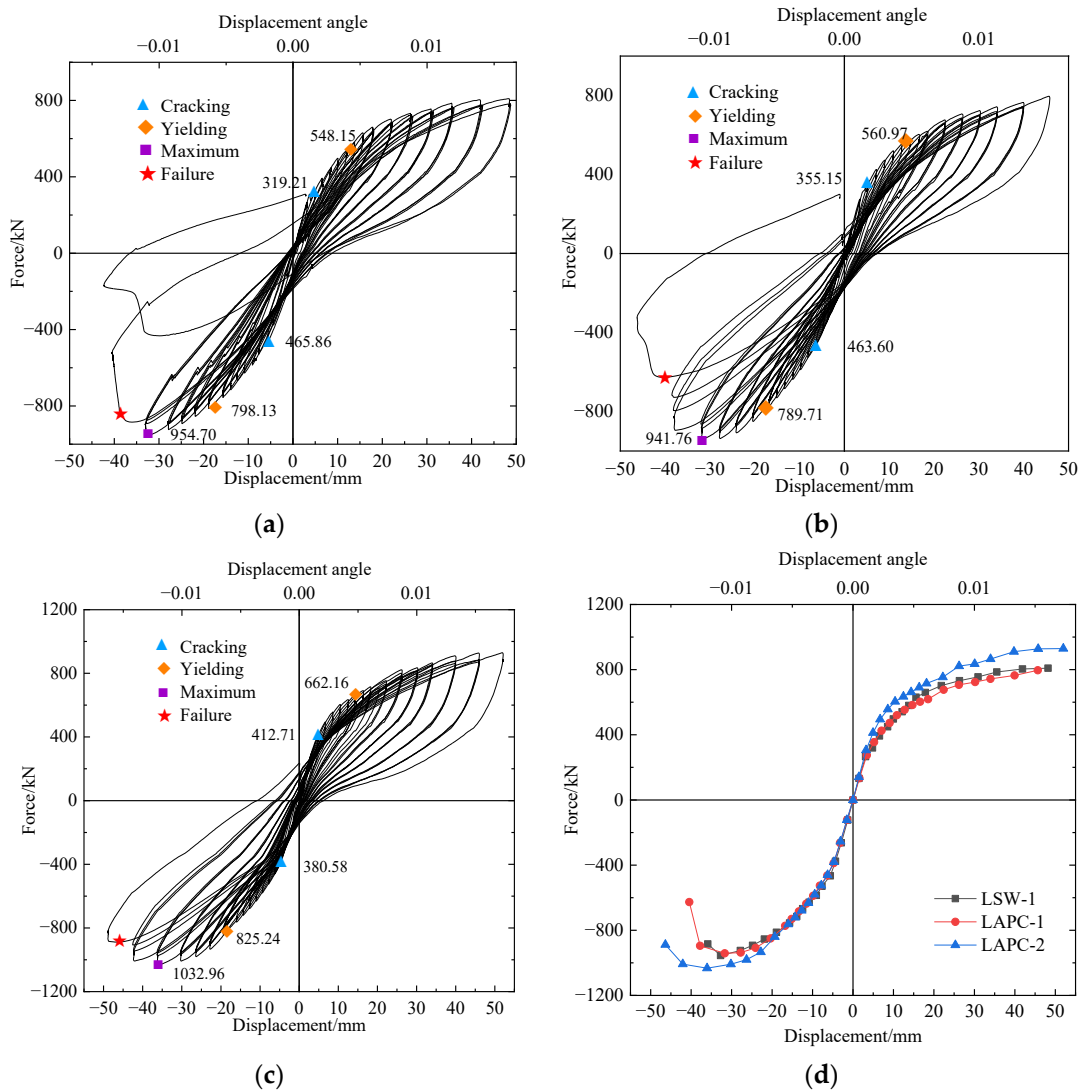 Displacement angle
−0.01 0.00 0.01
800
400
0
−400
−800
Force/kN
Cracking
Yielding
Maximum
Failure
548.15
319.21
465.86
798.13
954.70
−50 −40 −30 −20 −10 0 10 20 30 40 50
Displacement/mm
(a)
Displacement angle
−0.01 0.00 0.01
800
400
0
−400
−800
Force/kN
Cracking
Yielding
Maximum
Failure
560.97
355.15
463.60
789.71
941.76
−50 −40 −30 −20 −10 0 10 20 30 40 50
Displacement/mm
(b)
Displacement angle
−0.01 0.00 0.01
1200
800
400
0
−400
−800
−1200
Force/kN
Cracking
Yielding
Maximum
Failure
662.16
412.71
380.58
825.24
1032.96
−50 −40 −30 −20 −10 0 10 20 30 40 50
Displacement/mm
(c)
Displacement angle
−0.01 0.00 0.01
1200
800
400
0
−400
−800
−1200
Force/kN
LSW-1
LAPC-1
LAPC-2
−50 −40 −30 −20 −10 0 10 20 30 40 50
Displacement/mm
(d)